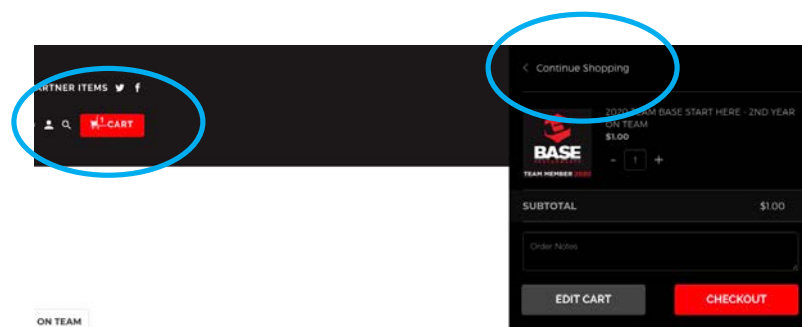 ARTNER ITEMS
1
CART
ON TEAM
< Continue Shopping
2020 TEAM BASE START HERE - 2ND YEAR
ON TEAM
$1.00
- 1 +
BASE
TEAM MEMBER 2020
SUBTOTAL $1.00
Order Notes
EDIT CART CHECKOUT